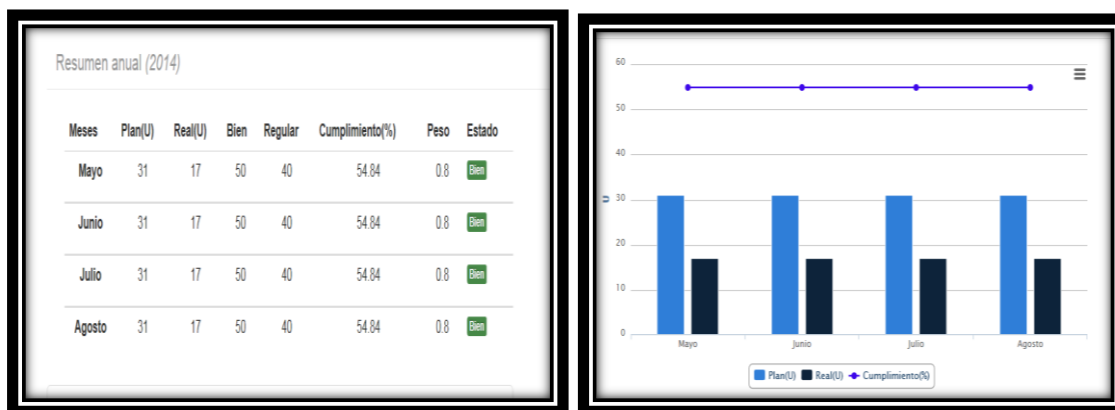 Resumen anual (2014)
Meses Plan(U) Real(U) Bien Regular Cumplimiento(%) Peso Estado
Mayo 31 17 50 40 54.84 0.8 Bien
Junio 31 17 50 40 54.84 0.8 Bien
Julio 31 17 50 40 54.84 0.8 Bien
Agosto 31 17 50 40 54.84 0.8 Bien
60
50
40
30
20
10
0
U
Mayo Junio Julio Agosto
Plan(U) Real(U) Cumplimiento(%)